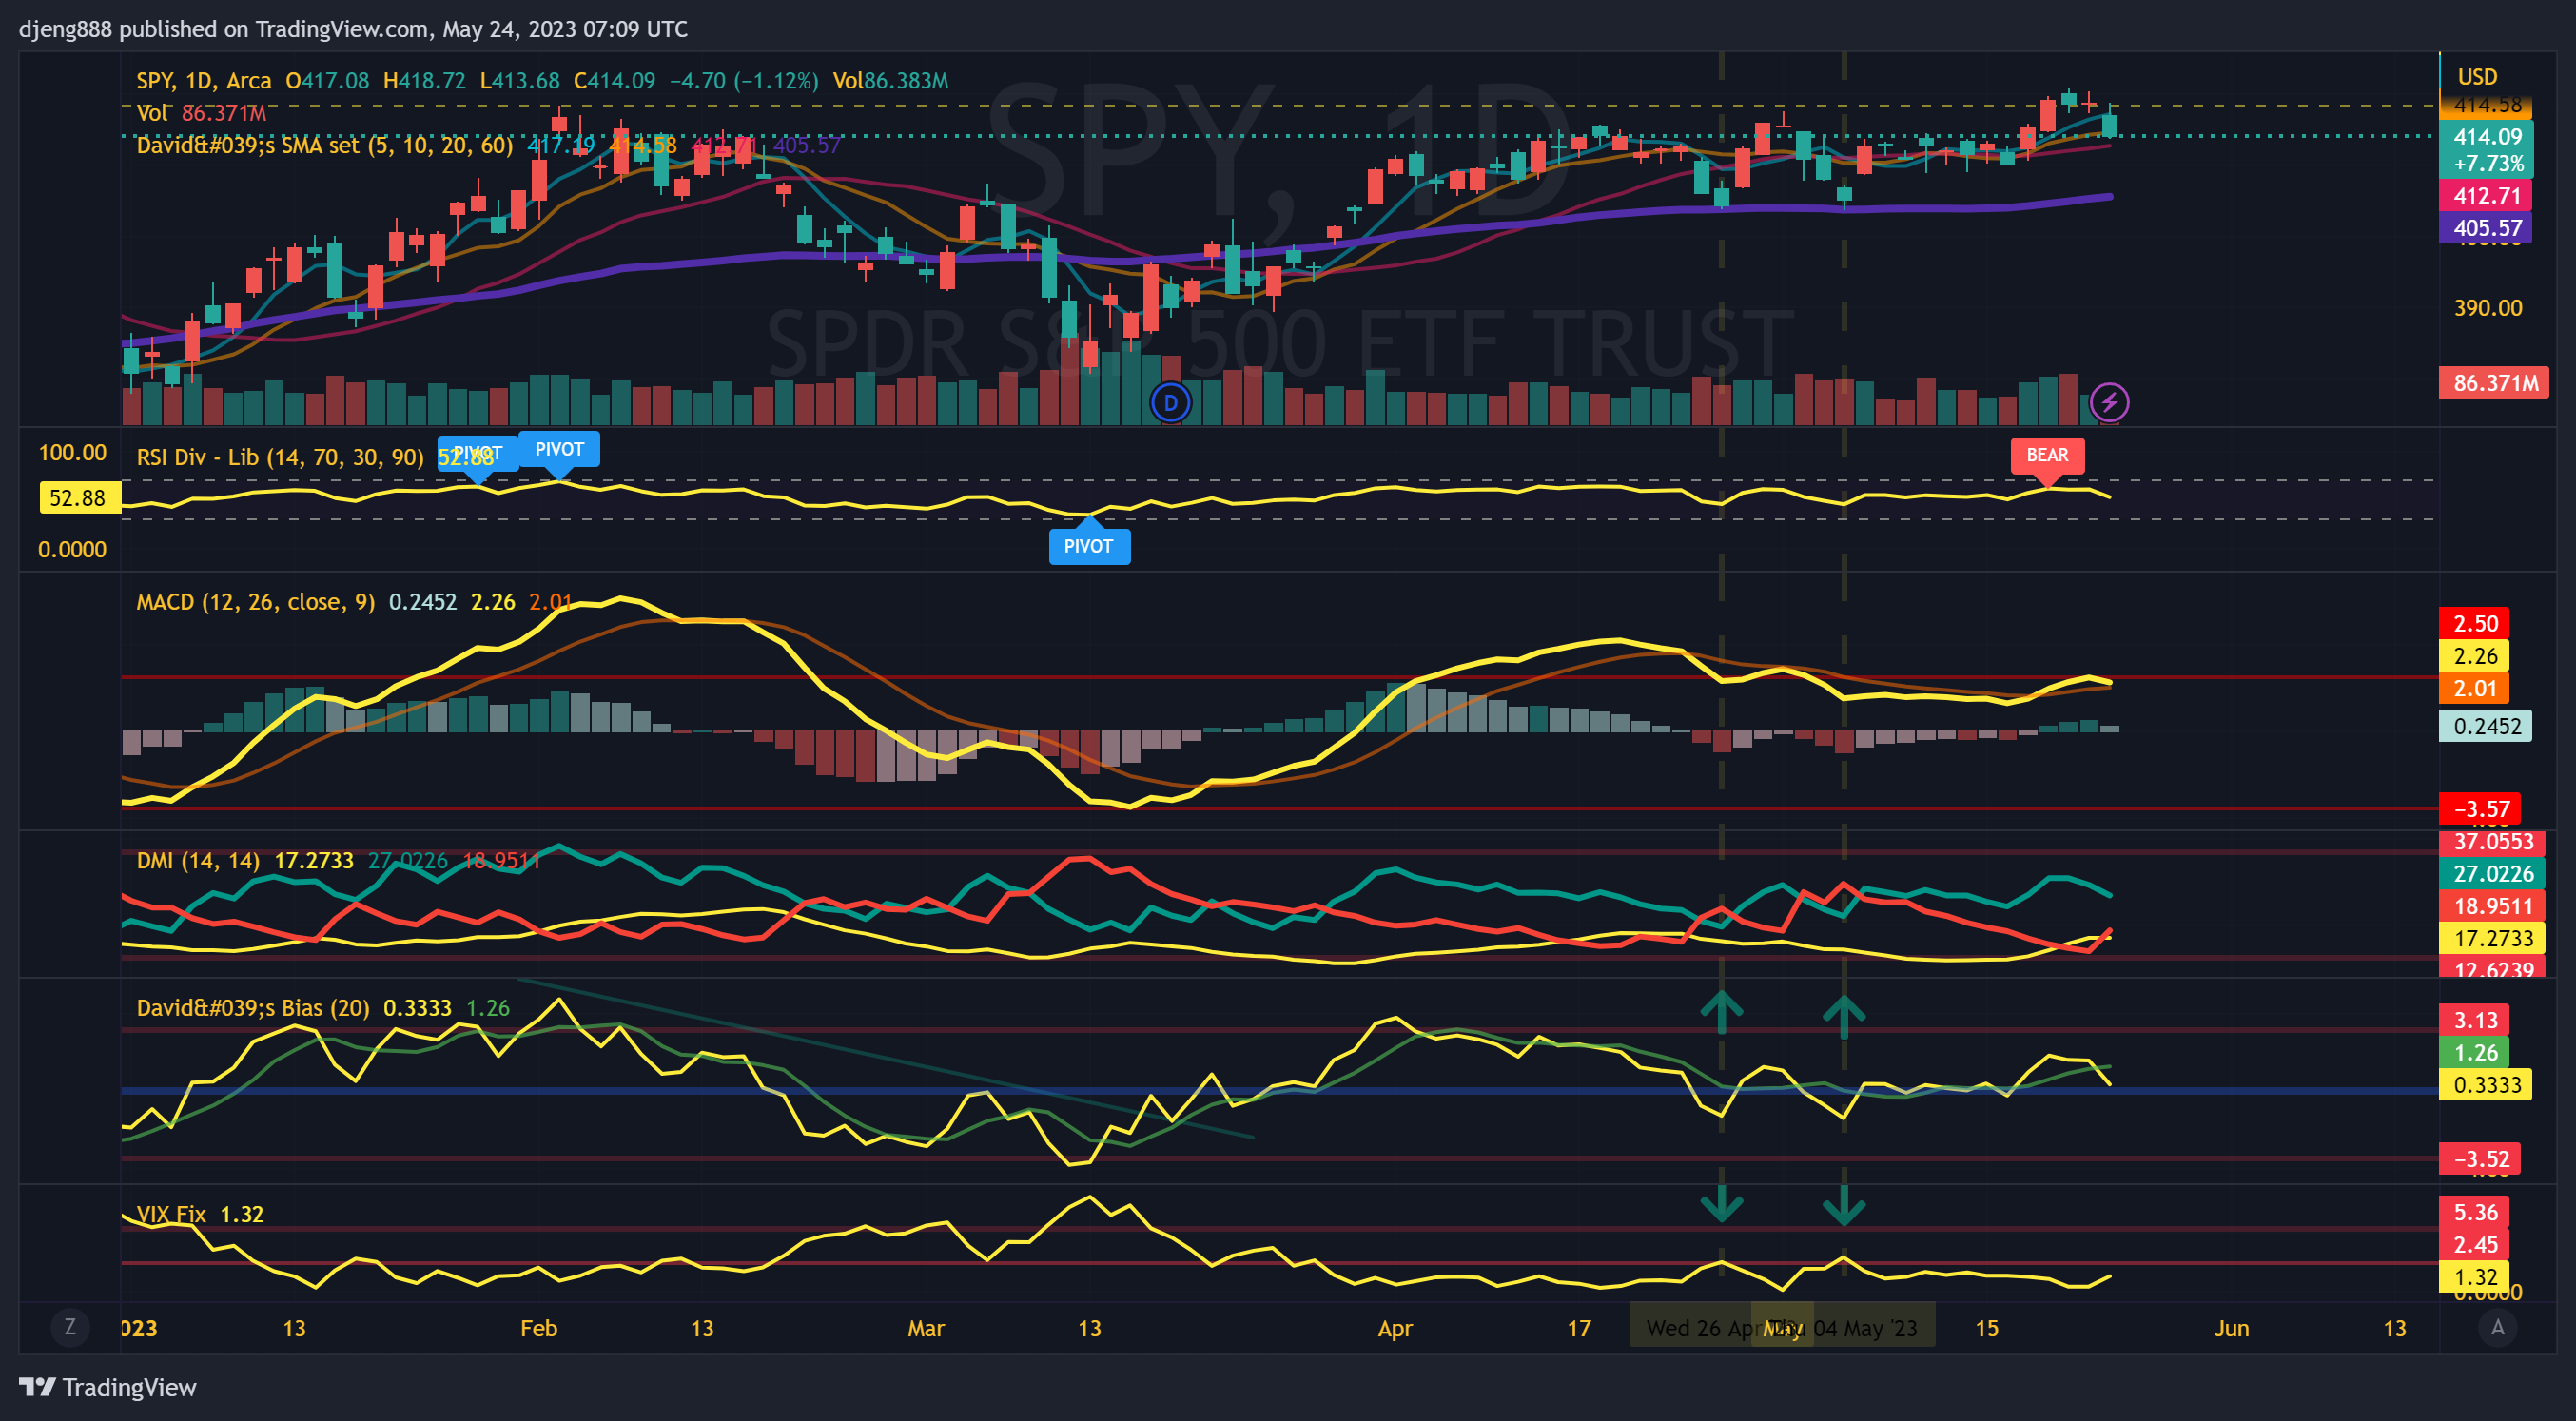 djeng888 published on TradingView.com, May 24, 2023 07:09 UTC
SPY, 1D
SPDR S&P 500 ETF TRUST
SPY, 1D, Arca O417.08 H418.72 L413.68 C414.09 −4.70 (−1.12%) Vol86.383M
Vol 86.371M
David&#039;s SMA set (5, 10, 20, 60) 417.19 414.58 412.71 405.57
USD
414.58
414.09
+7.73%
412.71
405.57
390.00
86.371M
D
RSI Div - Lib (14, 70, 30, 90) 52.88
PIVOT
PIVOT
PIVOT
BEAR
100.00
52.88
0.0000
MACD (12, 26, close, 9) 0.2452 2.26 2.01
2.50
2.26
2.01
0.2452
−3.57
DMI (14, 14) 17.2733 27.0226 18.9511
37.0553
27.0226
18.9511
17.2733
12.6239
David&#039;s Bias (20) 0.3333 1.26
3.13
1.26
0.3333
−3.52
VIX Fix 1.32
5.36
2.45
1.32
0.0000
Z
023 13 Feb 13 Mar 13 Apr 17 Wed 26 Apr May Thu 04 May '23 15 Jun 13
A
TradingView